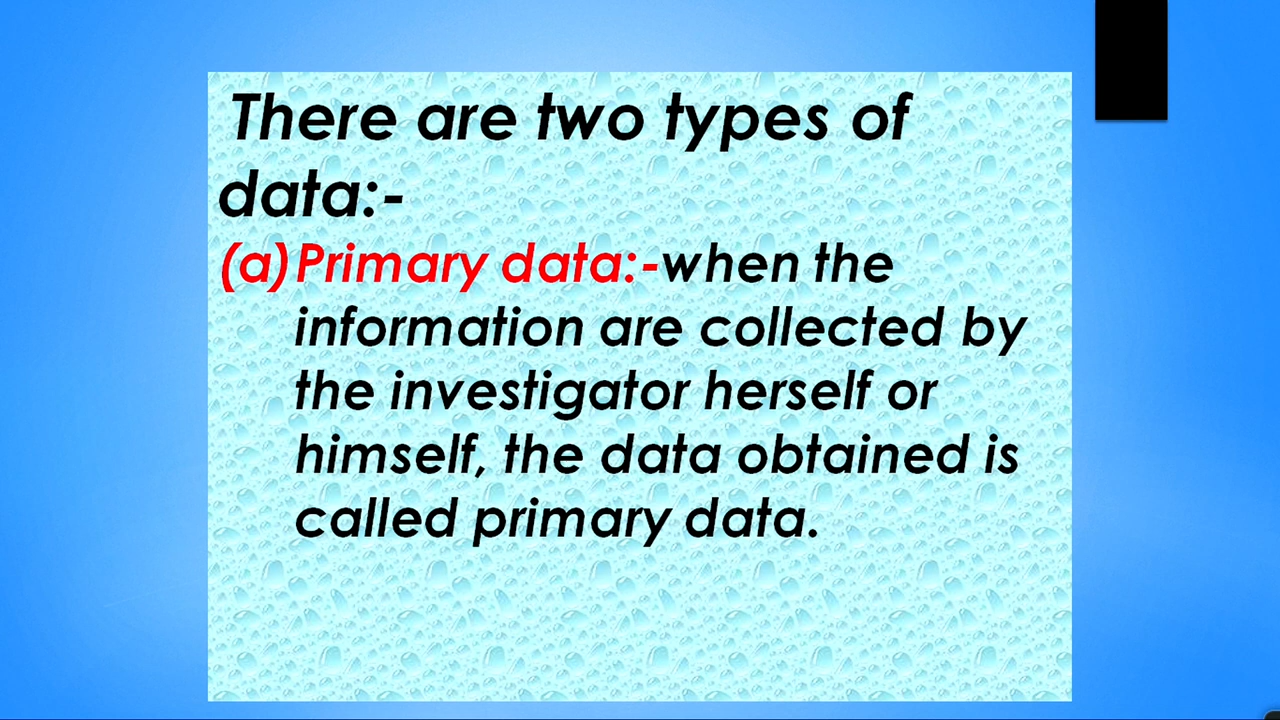 There are two types of
data:-
(a)Primary data:-when the
information are collected by
the investigator herself or
himself, the data obtained is
called primary data.